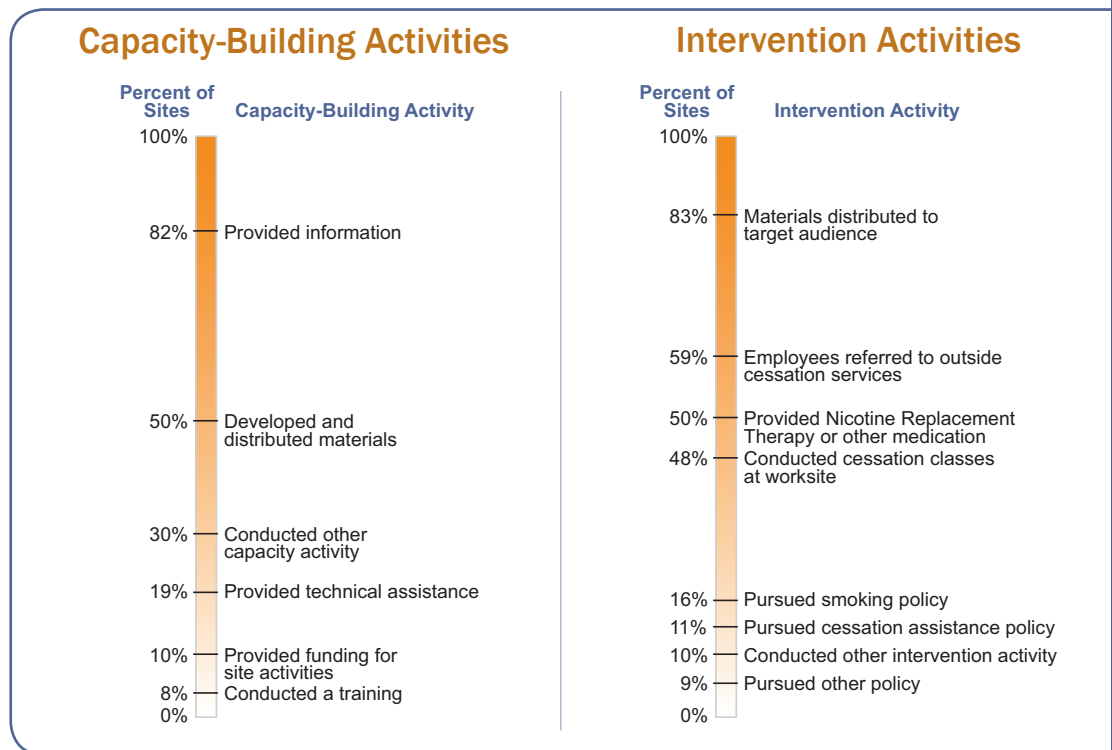 Capacity-Building Activities
Percent of
Sites
Capacity-Building Activity
100%
82% Provided information
50% Developed and
distributed materials
30% Conducted other
capacity activity
19% Provided technical assistance
10% Provided funding for
site activities
8% Conducted a training
0%
Intervention Activities
Percent of
Sites
Intervention Activity
100%
83% Materials distributed to
target audience
59% Employees referred to outside
cessation services
50% Provided Nicotine Replacement
Therapy or other medication
48% Conducted cessation classes
at worksite
16% Pursued smoking policy
11% Pursued cessation assistance policy
10% Conducted other intervention activity
9% Pursued other policy
0%